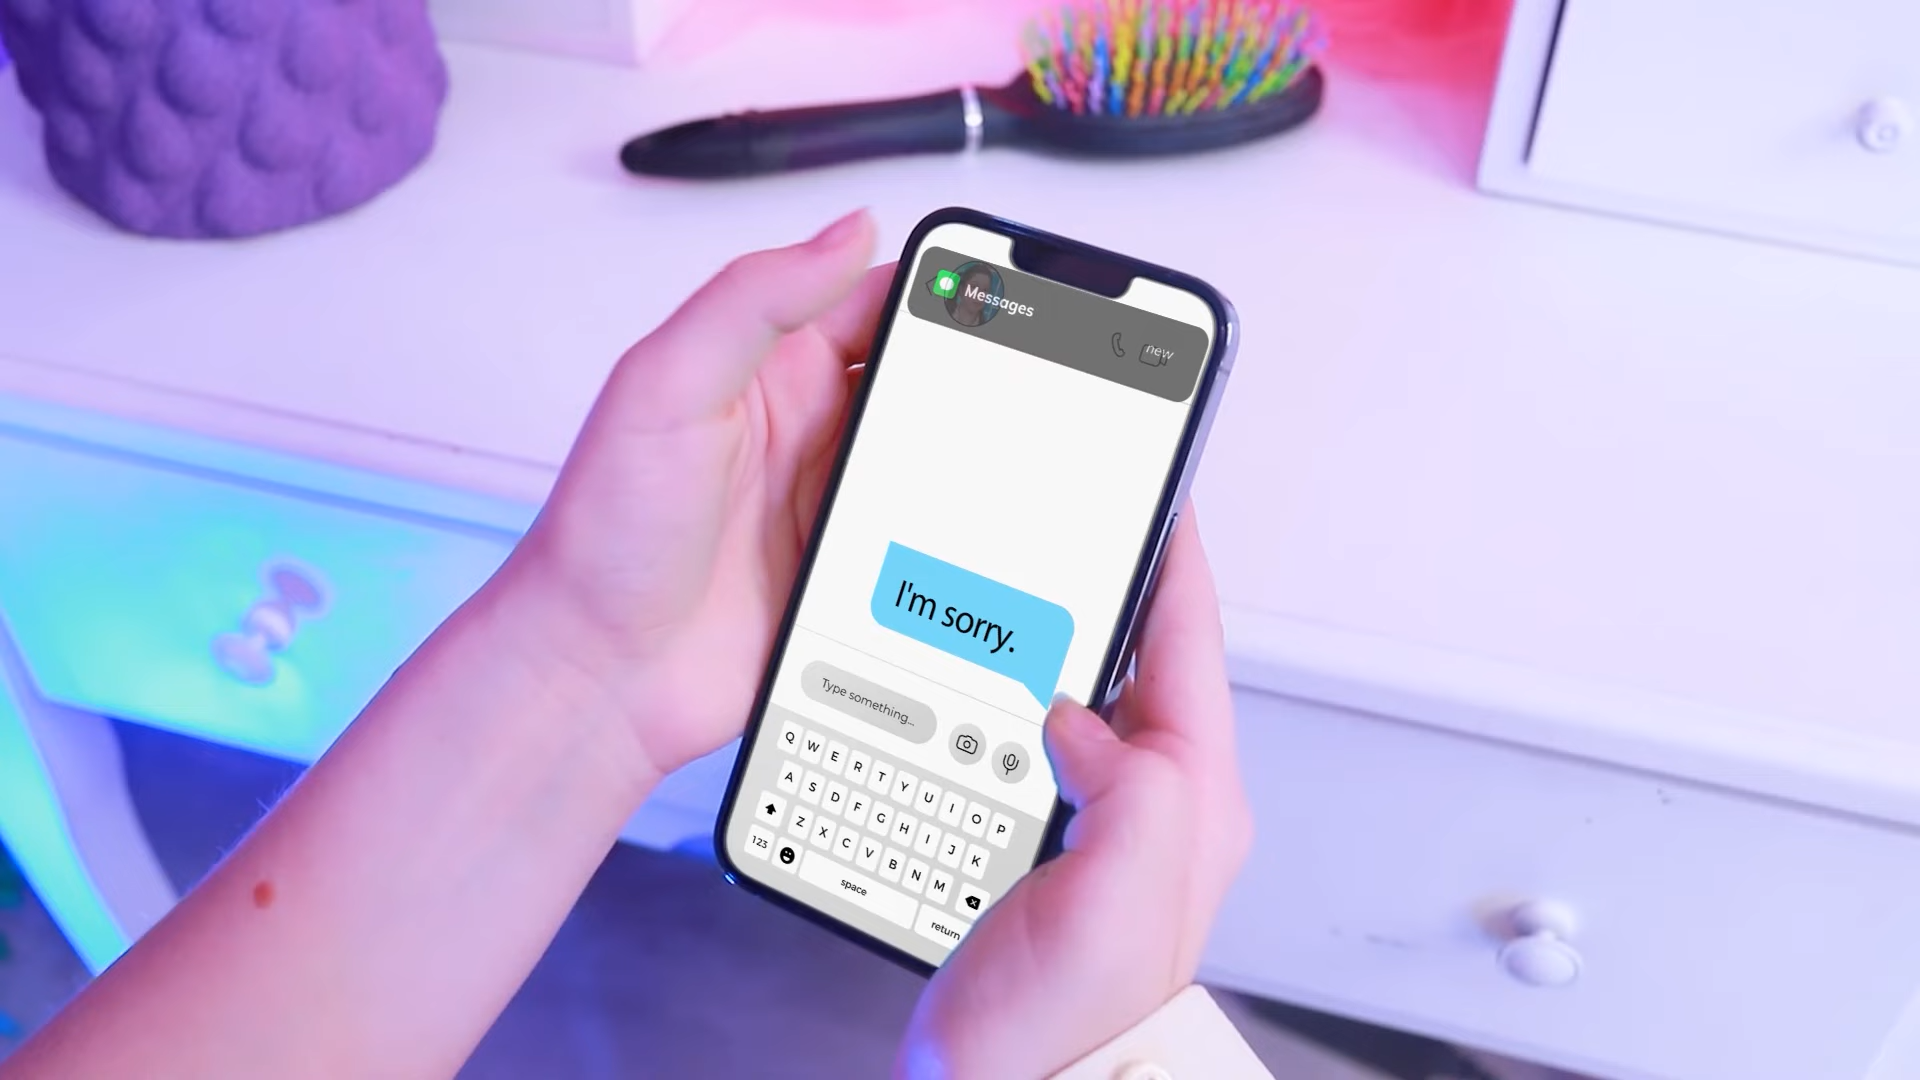 Messages
new
I'm sorry.
Type something...
Q W E R T Y U I O P
A S D F G H I J K
Z X C V B N M
123 space return